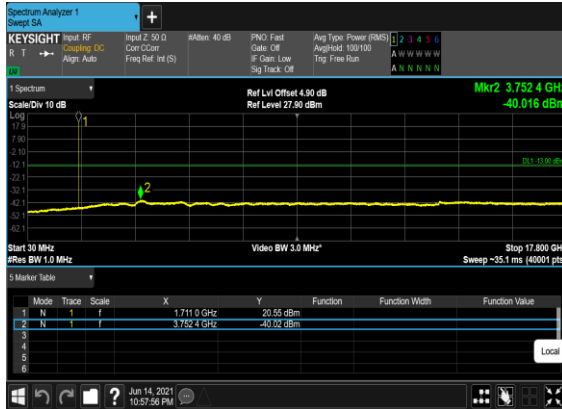 Spectrum Analyzer 1
Swept SA
+
KEYSIGHT Input: RF Input Z: 50 Ω #Atten: 40 dB PNO: Fast Avg Type: Power (RMS) 1 2 3 4 5 6
R T Coupling: DC Corr CCorr Gate: Off Avg|Hold: 100/100 A W W W W W
Align: Auto Freq Ref: Int (S) IF Gain: Low Trig: Free Run
Sig Track: Off A N N N N N
LV
1 Spectrum Ref Lvl Offset 4.90 dB Mkr2 3.752 4 GHz
Scale/Div 10 dB Ref Level 27.90 dBm -40.016 dBm
Log
1
17.9
7.90
-2.10
-12.1 DL1 -13.00 dBm
-22.1
-32.1 2
-42.1
-52.1
-62.1
Start 30 MHz Video BW 3.0 MHz* Stop 17.800 GHz
#Res BW 1.0 MHz Sweep ~35.1 ms (40001 pts)
5 Marker Table
Mode Trace Scale X Y Function Function Width Function Value
1 N 1 f 1.711 0 GHz 20.55 dBm
2 N 1 f 3.752 4 GHz -40.02 dBm
3
4
5 Local
6
? Jun 14, 2021
10:57:56 PM